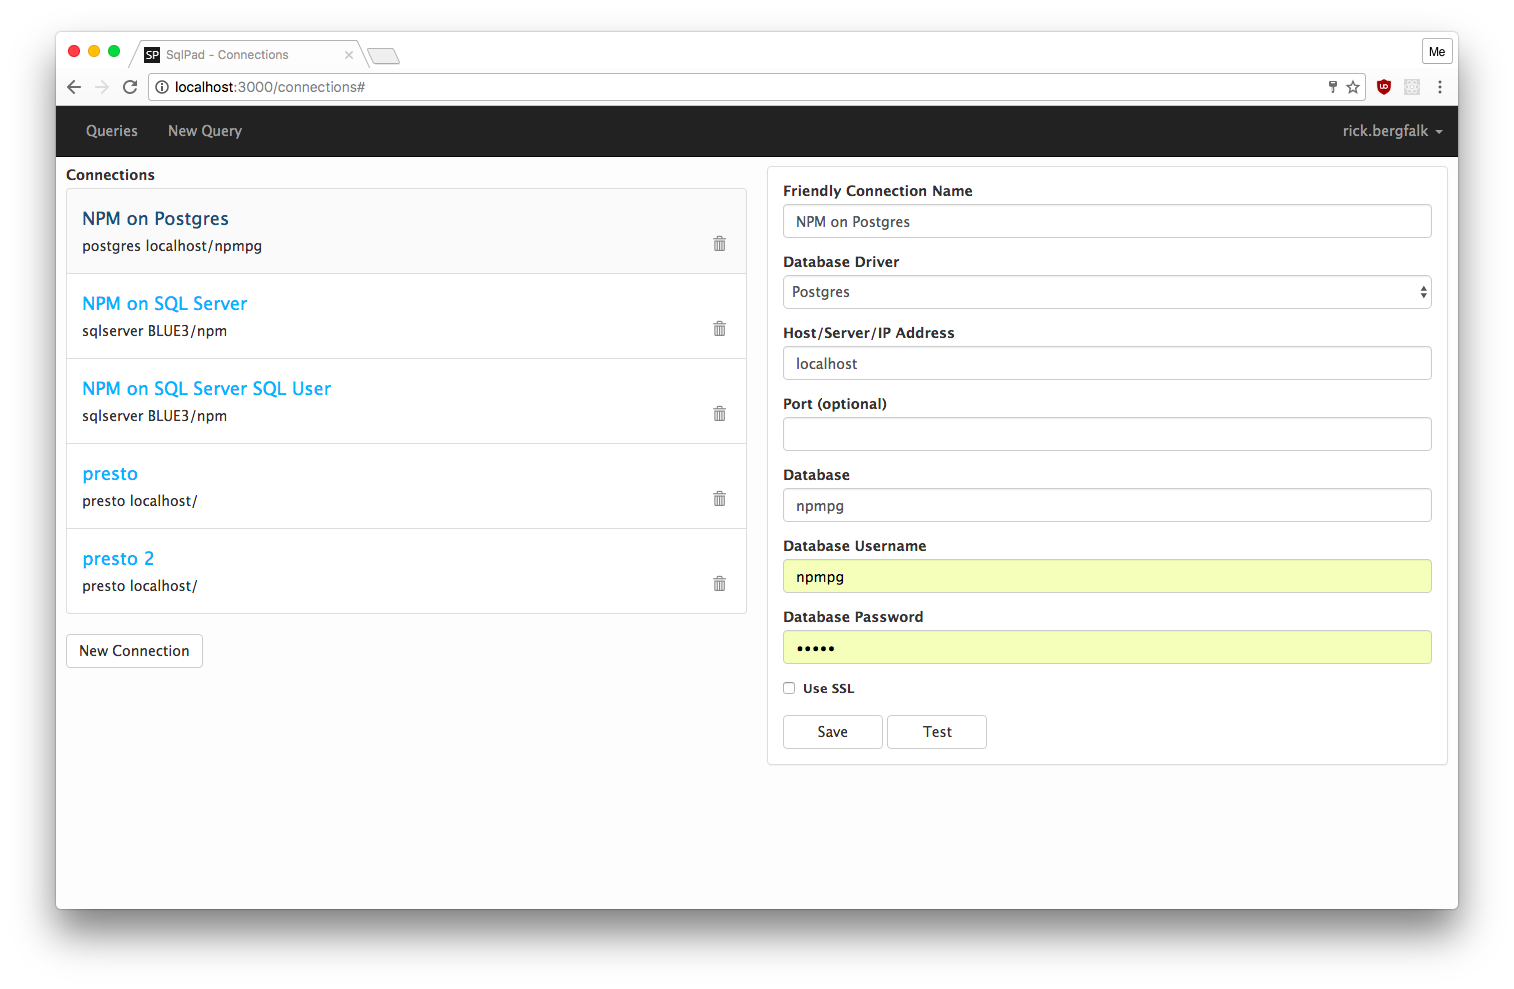 SP SqlPad - Connections
Me
localhost:3000/connections#
Queries New Query rick.bergfalk
Connections
NPM on Postgres
postgres localhost/npmpg
NPM on SQL Server
sqlserver BLUE3/npm
NPM on SQL Server SQL User
sqlserver BLUE3/npm
presto
presto localhost/
presto 2
presto localhost/
New Connection
Friendly Connection Name
NPM on Postgres
Database Driver
Postgres
Host/Server/IP Address
localhost
Port (optional)
Database
npmpg
Database Username
npmpg
Database Password
•••••
Use SSL
Save Test